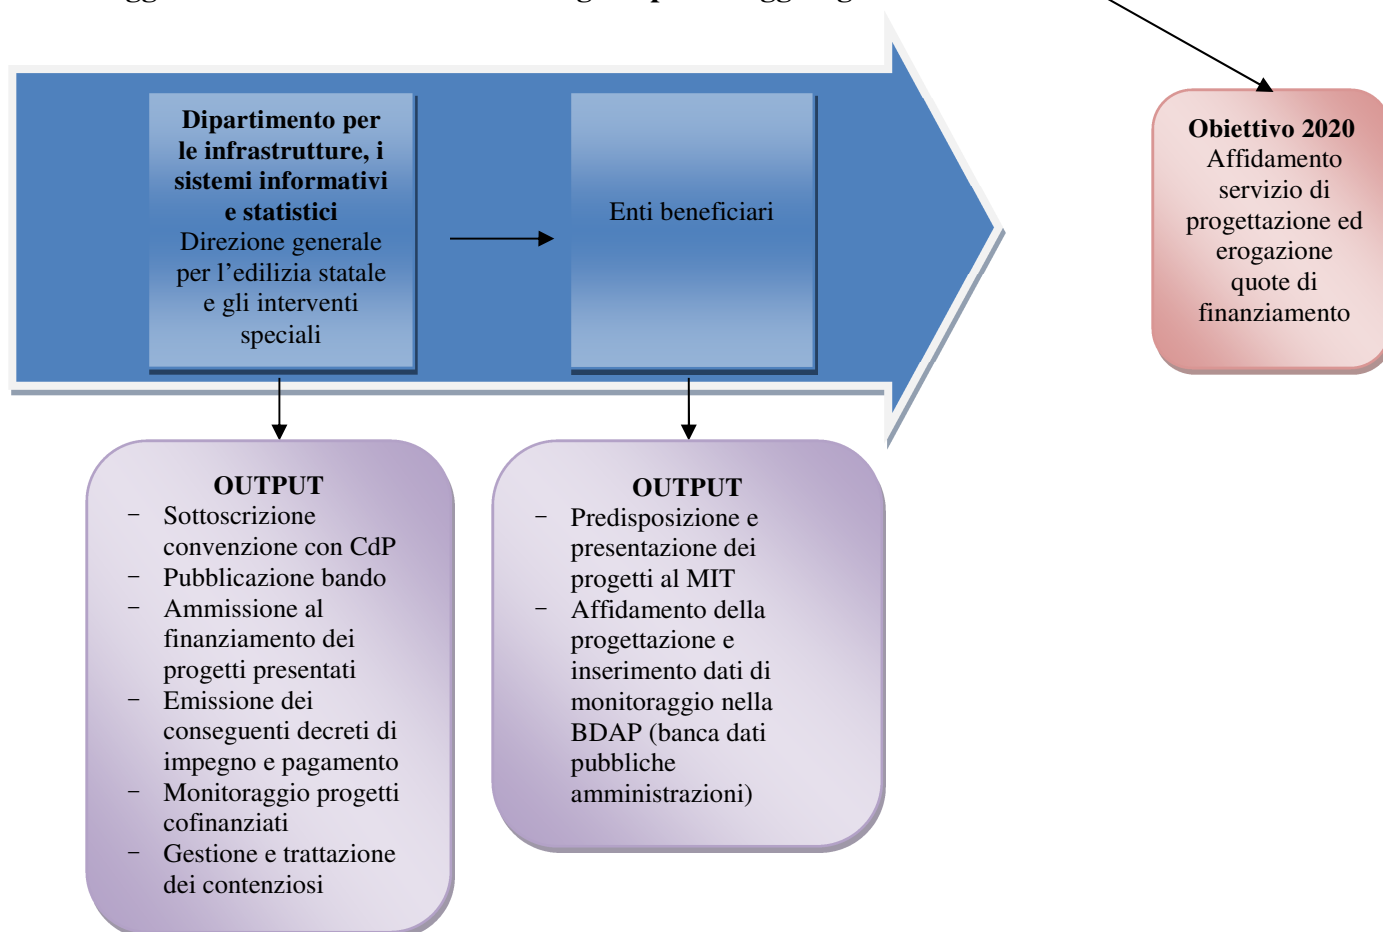 Dipartimento per
le infrastrutture, i
sistemi informativi
e statistici
Direzione generale
per l’edilizia statale
e gli interventi
speciali
Enti beneficiari
Obiettivo 2020
Affidamento
servizio di
progettazione ed
erogazione
quote di
finanziamento
OUTPUT
- Sottoscrizione
convenzione con CdP
- Pubblicazione bando
- Ammissione al
finanziamento dei
progetti presentati
- Emissione dei
conseguenti decreti di
impegno e pagamento
- Monitoraggio progetti
cofinanziati
- Gestione e trattazione
dei contenziosi
OUTPUT
- Predisposizione e
presentazione dei
progetti al MIT
- Affidamento della
progettazione e
inserimento dati di
monitoraggio nella
BDAP (banca dati
pubbliche
amministrazioni)